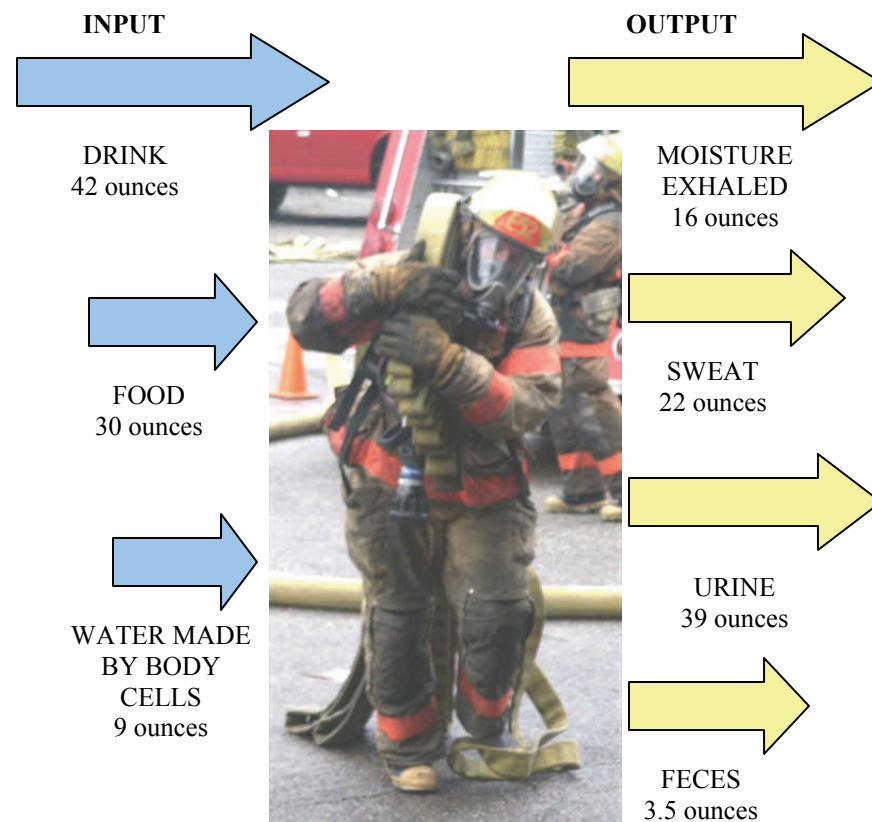 INPUT
DRINK
42 ounces
FOOD
30 ounces
WATER MADE
BY BODY
CELLS
9 ounces
OUTPUT
MOISTURE
EXHALED
16 ounces
SWEAT
22 ounces
URINE
39 ounces
FECES
3.5 ounces